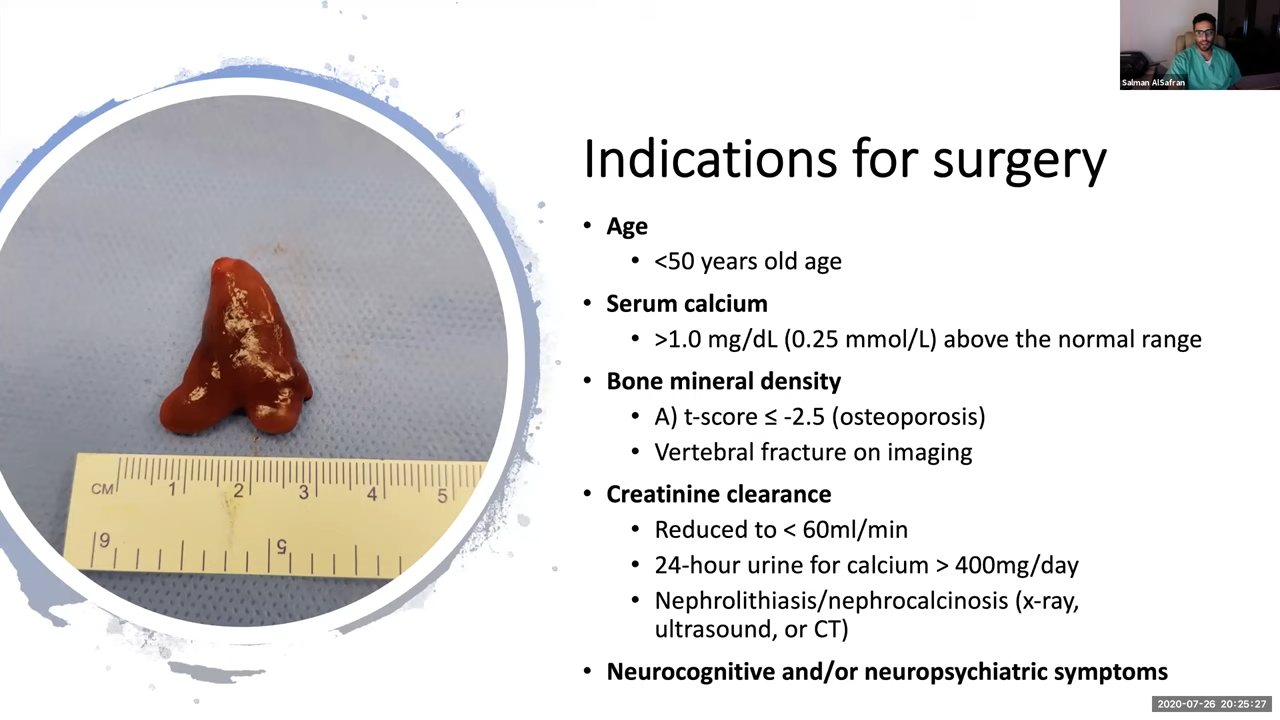 Salman AlSafran
Indications for surgery
• Age
• <50 years old age
• Serum calcium
• >1.0 mg/dL (0.25 mmol/L) above the normal range
• Bone mineral density
• A) t-score ≤ -2.5 (osteoporosis)
• Vertebral fracture on imaging
• Creatinine clearance
• Reduced to < 60ml/min
• 24-hour urine for calcium > 400mg/day
• Nephrolithiasis/nephrocalcinosis (x-ray,
ultrasound, or CT)
• Neurocognitive and/or neuropsychiatric symptoms
CM 1 2 3 4 5
6 5
2020-07-26 20:25:27